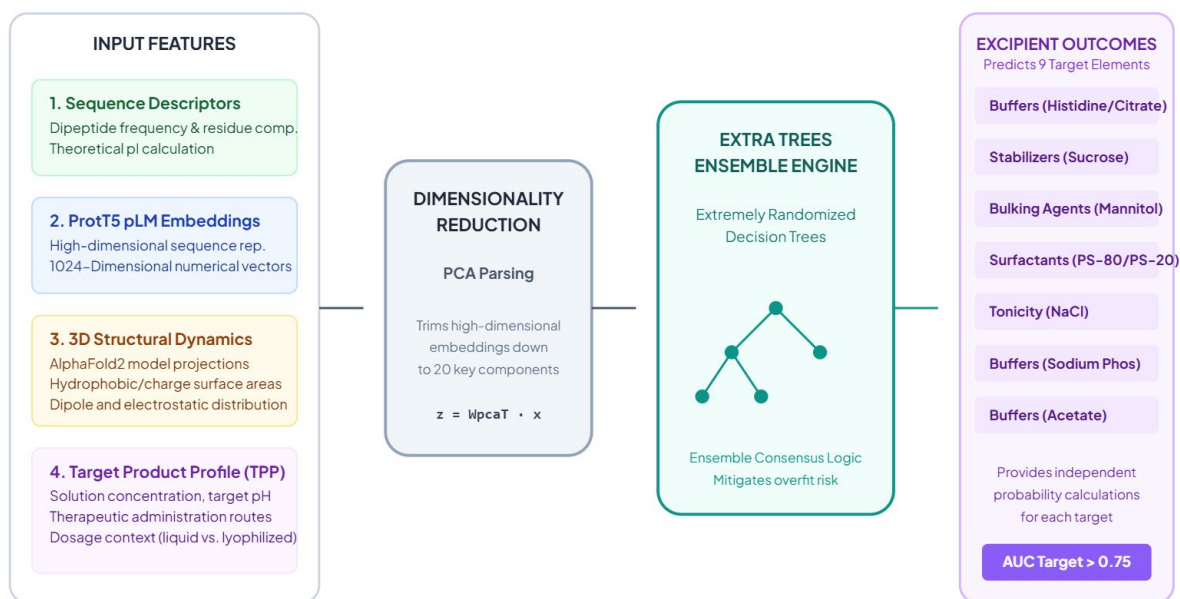 INPUT FEATURES
1. Sequence Descriptors
Dipeptide frequency & residue comp.
Theoretical pI calculation
2. ProtT5 pLM Embeddings
High-dimensional sequence rep.
1024-Dimensional numerical vectors
3. 3D Structural Dynamics
AlphaFold2 model projections
Hydrophobic/charge surface areas
Dipole and electrostatic distribution
4. Target Product Profile (TPP)
Solution concentration, target pH
Therapeutic administration routes
Dosage context (liquid vs. lyophilized)
DIMENSIONALITY
REDUCTION
PCA Parsing
Trims high-dimensional
embeddings down
to 20 key components
z = WpcaT · x
EXTRA TREES
ENSEMBLE ENGINE
Extremely Randomized
Decision Trees
Ensemble Consensus Logic
Mitigates overfit risk
EXCIPIENT OUTCOMES
Predicts 9 Target Elements
Buffers (Histidine/Citrate)
Stabilizers (Sucrose)
Bulking Agents (Mannitol)
Surfactants (PS-80/PS-20)
Tonicity (NaCl)
Buffers (Sodium Phos)
Buffers (Acetate)
Provides independent
probability calculations
for each target
AUC Target > 0.75